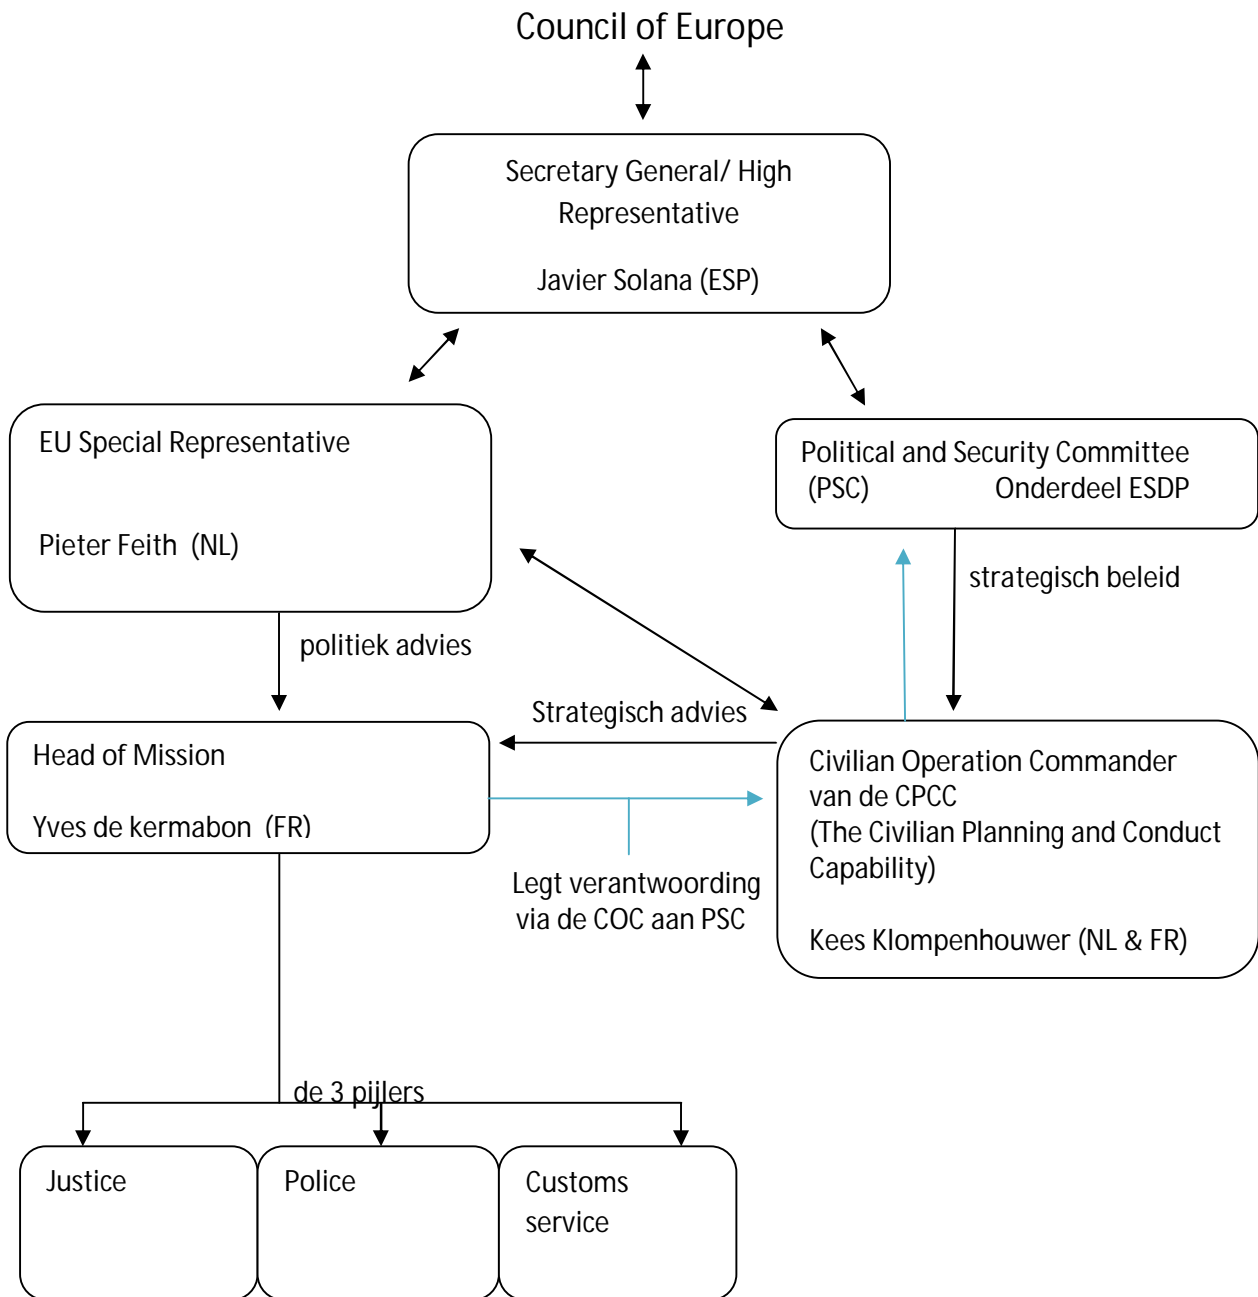 Council of Europe
Secretary General/ High
Representative
Javier Solana (ESP)
EU Special Representative
Pieter Feith (NL)
Political and Security Committee
(PSC) Onderdeel ESDP
strategisch beleid
politiek advies
Strategisch advies
Head of Mission
Yves de kermabon (FR)
Civilian Operation Commander
van de CPCC
(The Civilian Planning and Conduct
Capability)
Kees Klompenhouwer (NL & FR)
Legt verantwoording
via de COC aan PSC
de 3 pijlers
Justice
Police
Customs
service